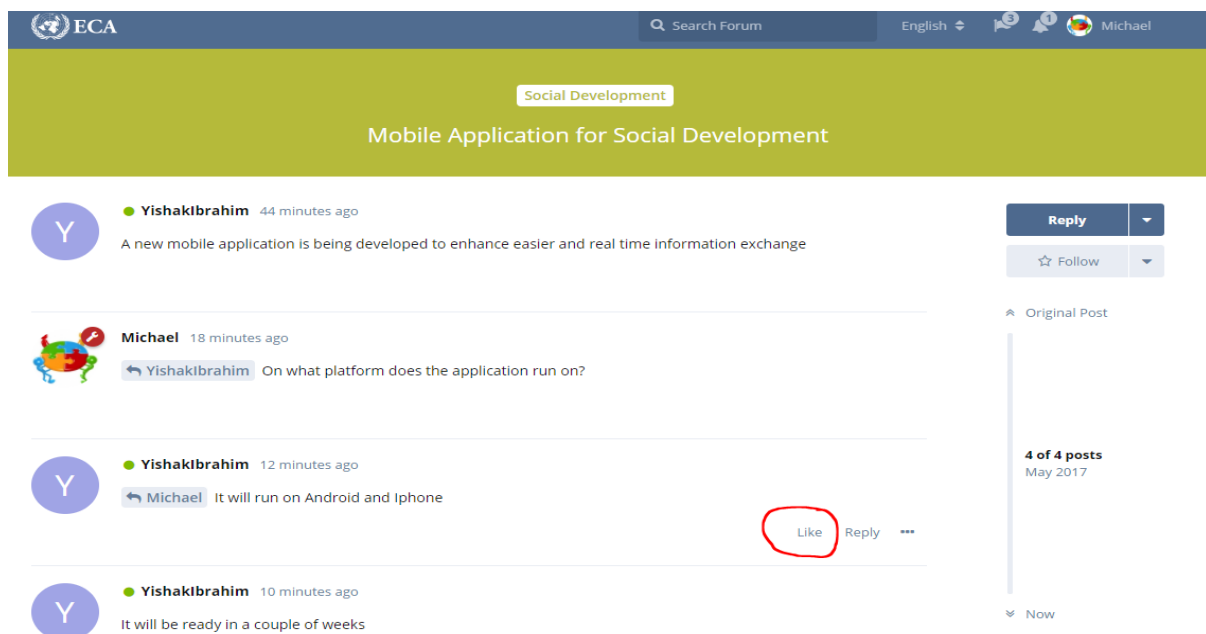 ECA
Search Forum
English
3
1
Michael
Social Development
Mobile Application for Social Development
Y
YishakIbrahim 44 minutes ago
A new mobile application is being developed to enhance easier and real time information exchange
Reply
Follow
Original Post
Michael 18 minutes ago
YishakIbrahim On what platform does the application run on?
4 of 4 posts
May 2017
Y
YishakIbrahim 12 minutes ago
Michael It will run on Android and Iphone
Like Reply
Y
YishakIbrahim 10 minutes ago
It will be ready in a couple of weeks
Now